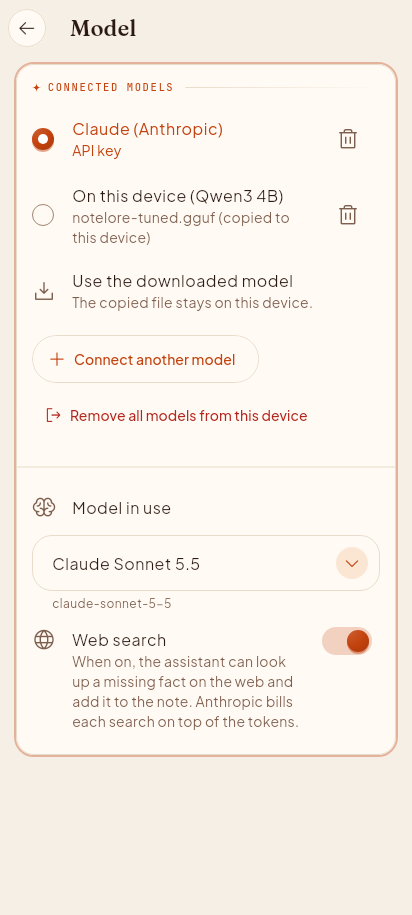 Model
CONNECTED MODELS
Claude (Anthropic)
API key
On this device (Qwen3 4B)
notelore-tuned.gguf (copied to
this device)
Use the downloaded model
The copied file stays on this device.
Connect another model
Remove all models from this device
Model in use
Claude Sonnet 5.5
claude-sonnet-5-5
Web search
When on, the assistant can look
up a missing fact on the web and
add it to the note. Anthropic bills
each search on top of the tokens.